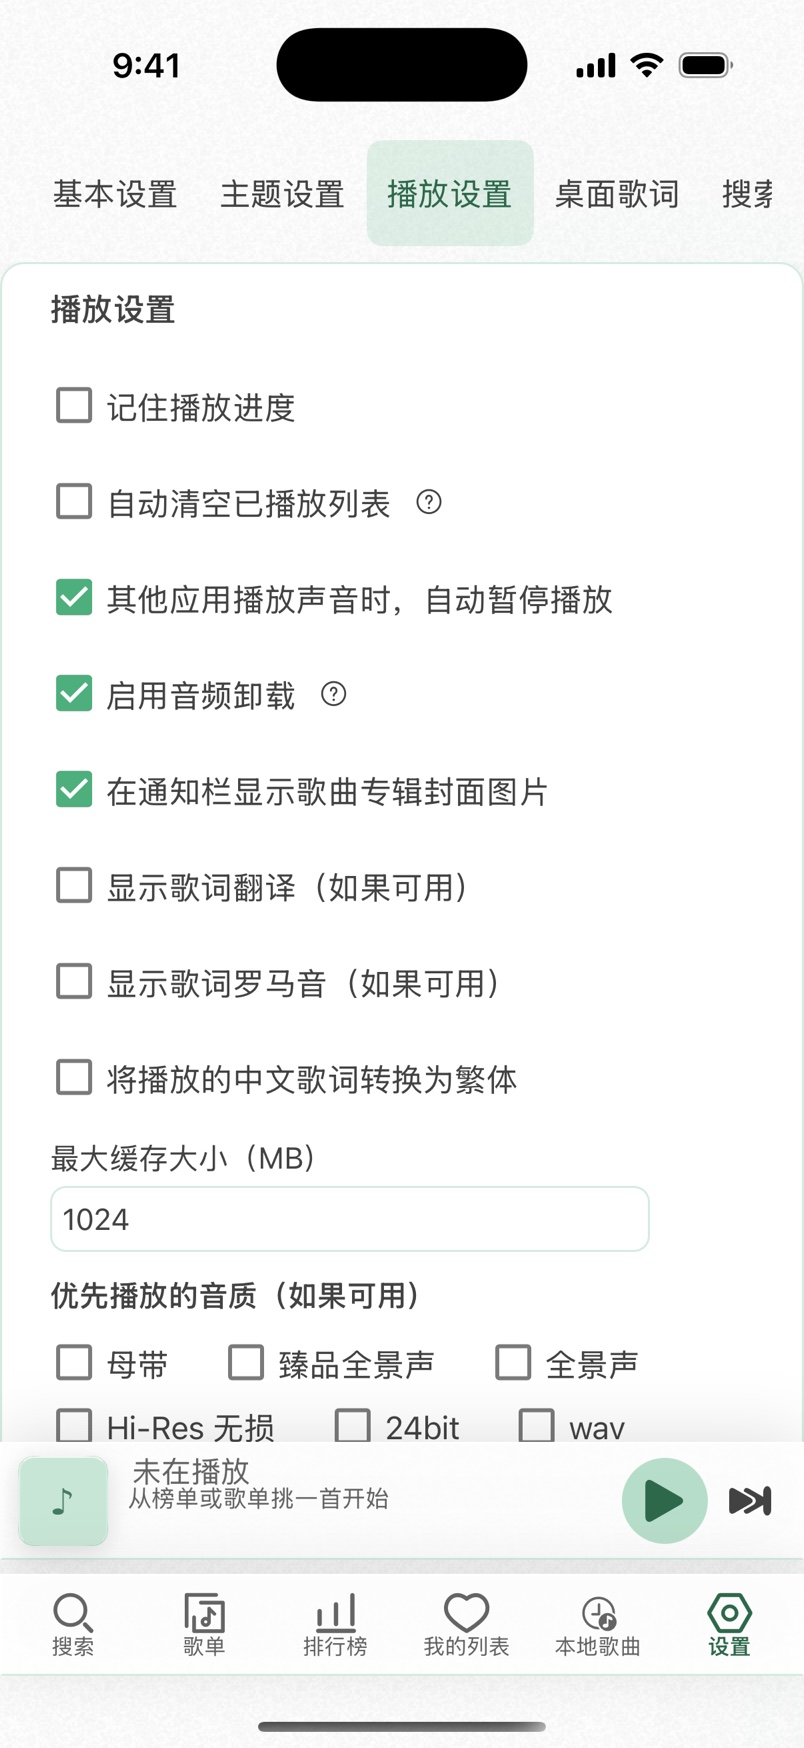 9:41
基本设置 主题设置 播放设置 桌面歌词 搜索
播放设置
记住播放进度
自动清空已播放列表
其他应用播放声音时，自动暂停播放
启用音频卸载
在通知栏显示歌曲专辑封面图片
显示歌词翻译（如果可用）
显示歌词罗马音（如果可用）
将播放的中文歌词转换为繁体
最大缓存大小（MB）
1024
优先播放的音质（如果可用）
母带 臻品全景声 全景声
Hi-Res 无损 24bit wav
未在播放
从榜单或歌单挑一首开始
搜索 歌单 排行榜 我的列表 本地歌曲 设置